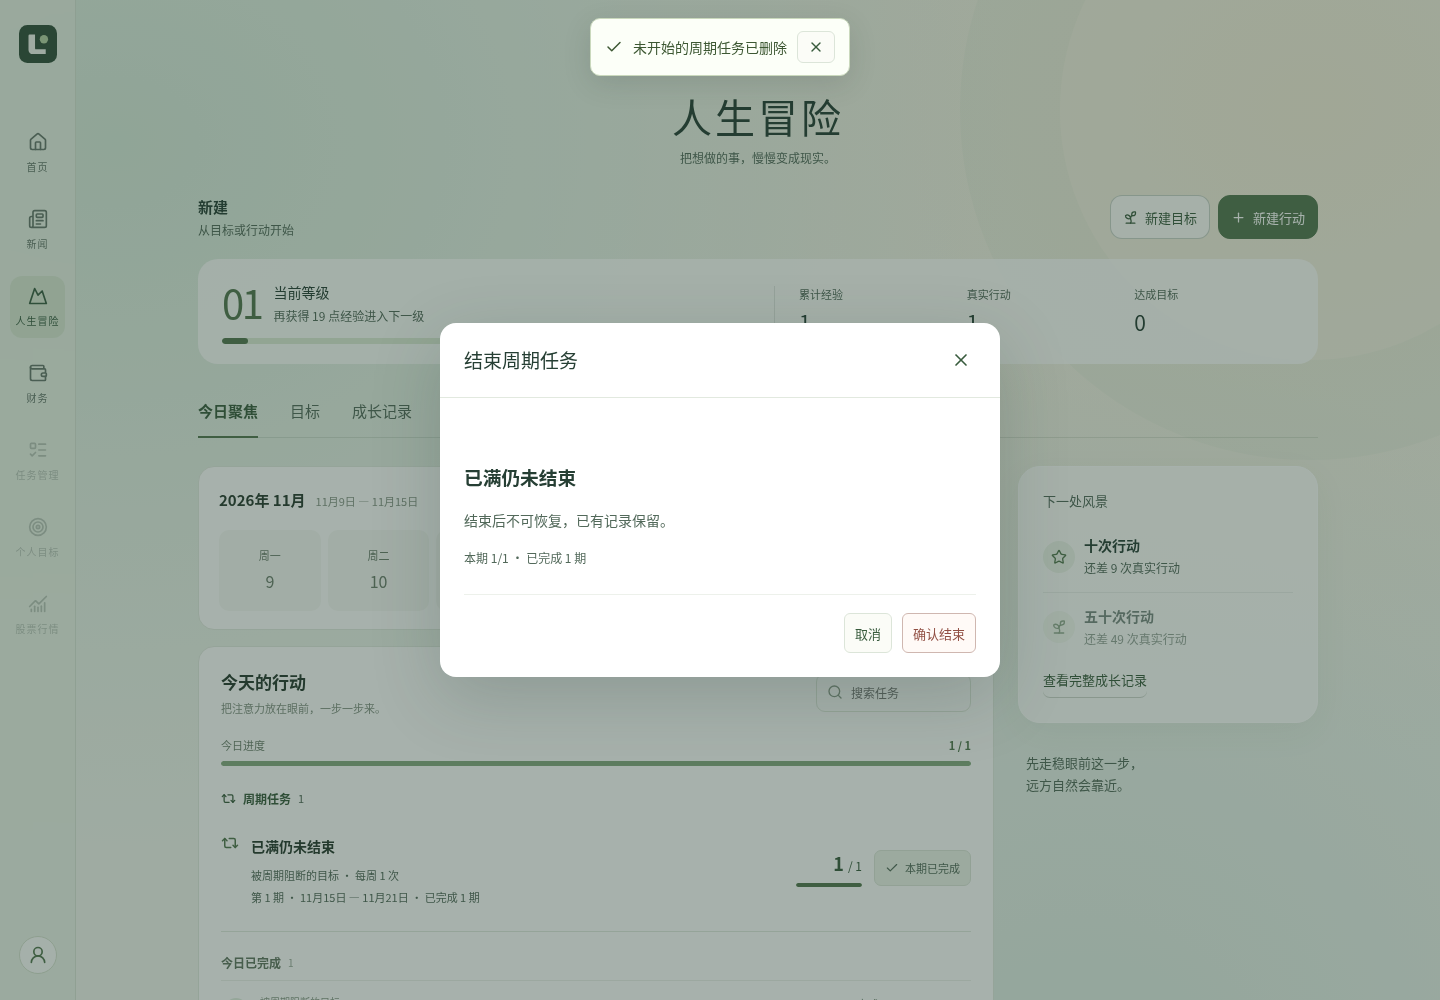 未开始的周期任务已删除
首页
新闻
人生冒险
财务
任务管理
个人目标
股票行情
人生冒险
把想做的事，慢慢变成现实。
新建
从目标或行动开始
新建目标
新建行动
01
当前等级
再获得 19 点经验进入下一级
累计经验
1
真实行动
1
达成目标
0
今日聚焦
目标
成长记录
2026年 11月
11月9日 — 11月15日
周一
9
周二
10
结束周期任务
已满仍未结束
结束后不可恢复，已有记录保留。
本期 1/1 · 已完成 1 期
取消
确认结束
下一处风景
十次行动
还差 9 次真实行动
五十次行动
还差 49 次真实行动
查看完整成长记录
先走稳眼前这一步，
远方自然会靠近。
今天的行动
把注意力放在眼前，一步一步来。
搜索任务
今日进度
1 / 1
周期任务 1
已满仍未结束
被周期阻断的目标 · 每周 1 次
第 1 期 · 11月15日 — 11月21日 · 已完成 1 期
1 / 1
本期已完成
今日已完成 1